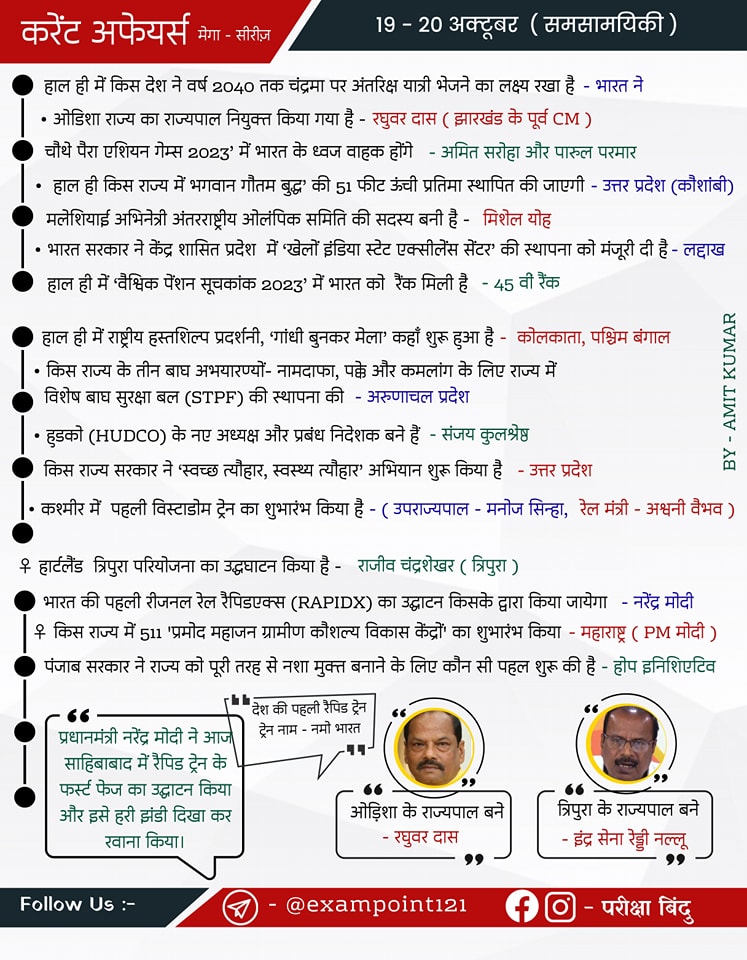 करेंट अफेयर्स मेगा - सीरीज़
19 - 20 अक्टूबर ( समसामयिकी )
हाल ही में किस देश ने वर्ष 2040 तक चंद्रमा पर अंतरिक्ष यात्री भेजने का लक्ष्य रखा है - भारत ने
• ओडिशा राज्य का राज्यपाल नियुक्त किया गया है - रघुवर दास ( झारखंड के पूर्व CM )
चौथे पैरा एशियन गेम्स 2023’ में भारत के ध्वज वाहक होंगे - अमित सरोहा और पारुल परमार
• हाल ही किस राज्य में भगवान गौतम बुद्ध’ की 51 फीट ऊंची प्रतिमा स्थापित की जाएगी - उत्तर प्रदेश (कौशांबी)
मलेशियाई अभिनेत्री अंतरराष्ट्रीय ओलंपिक समिति की सदस्य बनी है - मिशेल योह
• भारत सरकार ने केंद्र शासित प्रदेश में ‘खेलों इंडिया स्टेट एक्सीलेंस सेंटर’ की स्थापना को मंजूरी दी है - लद्दाख
हाल ही में ‘वैश्विक पेंशन सूचकांक 2023’ में भारत को रैंक मिली है - 45 वी रैंक
हाल ही में राष्ट्रीय हस्तशिल्प प्रदर्शनी, ‘गांधी बुनकर मेला’ कहाँ शुरू हुआ है - कोलकाता, पश्चिम बंगाल
• किस राज्य के तीन बाघ अभयारण्यों- नामदाफा, पक्के और कमलांग के लिए राज्य में
विशेष बाघ सुरक्षा बल (STPF) की स्थापना की - अरुणाचल प्रदेश
• हुडको (HUDCO) के नए अध्यक्ष और प्रबंध निदेशक बने हैं - संजय कुलश्रेष्ठ
किस राज्य सरकार ने ‘स्वच्छ त्यौहार, स्वस्थ्य त्यौहार’ अभियान शुरू किया है - उत्तर प्रदेश
• कश्मीर में पहली विस्टाडोम ट्रेन का शुभारंभ किया है - ( उपराज्यपाल - मनोज सिन्हा, रेल मंत्री - अश्वनी वैभव )
♀ हार्टलैंड त्रिपुरा परियोजना का उद्धघाटन किया है - राजीव चंद्रशेखर ( त्रिपुरा )
भारत की पहली रीजनल रेल रैपिडएक्स (RAPIDX) का उद्घाटन किसके द्वारा किया जायेगा - नरेंद्र मोदी
♀ किस राज्य में 511 'प्रमोद महाजन ग्रामीण कौशल्य विकास केंद्रों' का शुभारंभ किया - महाराष्ट्र ( PM मोदी )
पंजाब सरकार ने राज्य को पूरी तरह से नशा मुक्त बनाने के लिए कौन सी पहल शुरू की है - होप इनिशिएटिव
BY - AMIT KUMAR
प्रधानमंत्री नरेंद्र मोदी ने आज
साहिबाबाद में रैपिड ट्रेन के
फर्स्ट फेज का उद्घाटन किया
और इसे हरी झंडी दिखा कर
रवाना किया।
देश की पहली रैपिड ट्रेन
ट्रेन नाम - नमो भारत
ओड़िशा के राज्यपाल बने
- रघुवर दास
त्रिपुरा के राज्यपाल बने
- इंद्र सेना रेड्डी नल्लू
Follow Us :-
- @exampoint121
- परीक्षा बिंदु